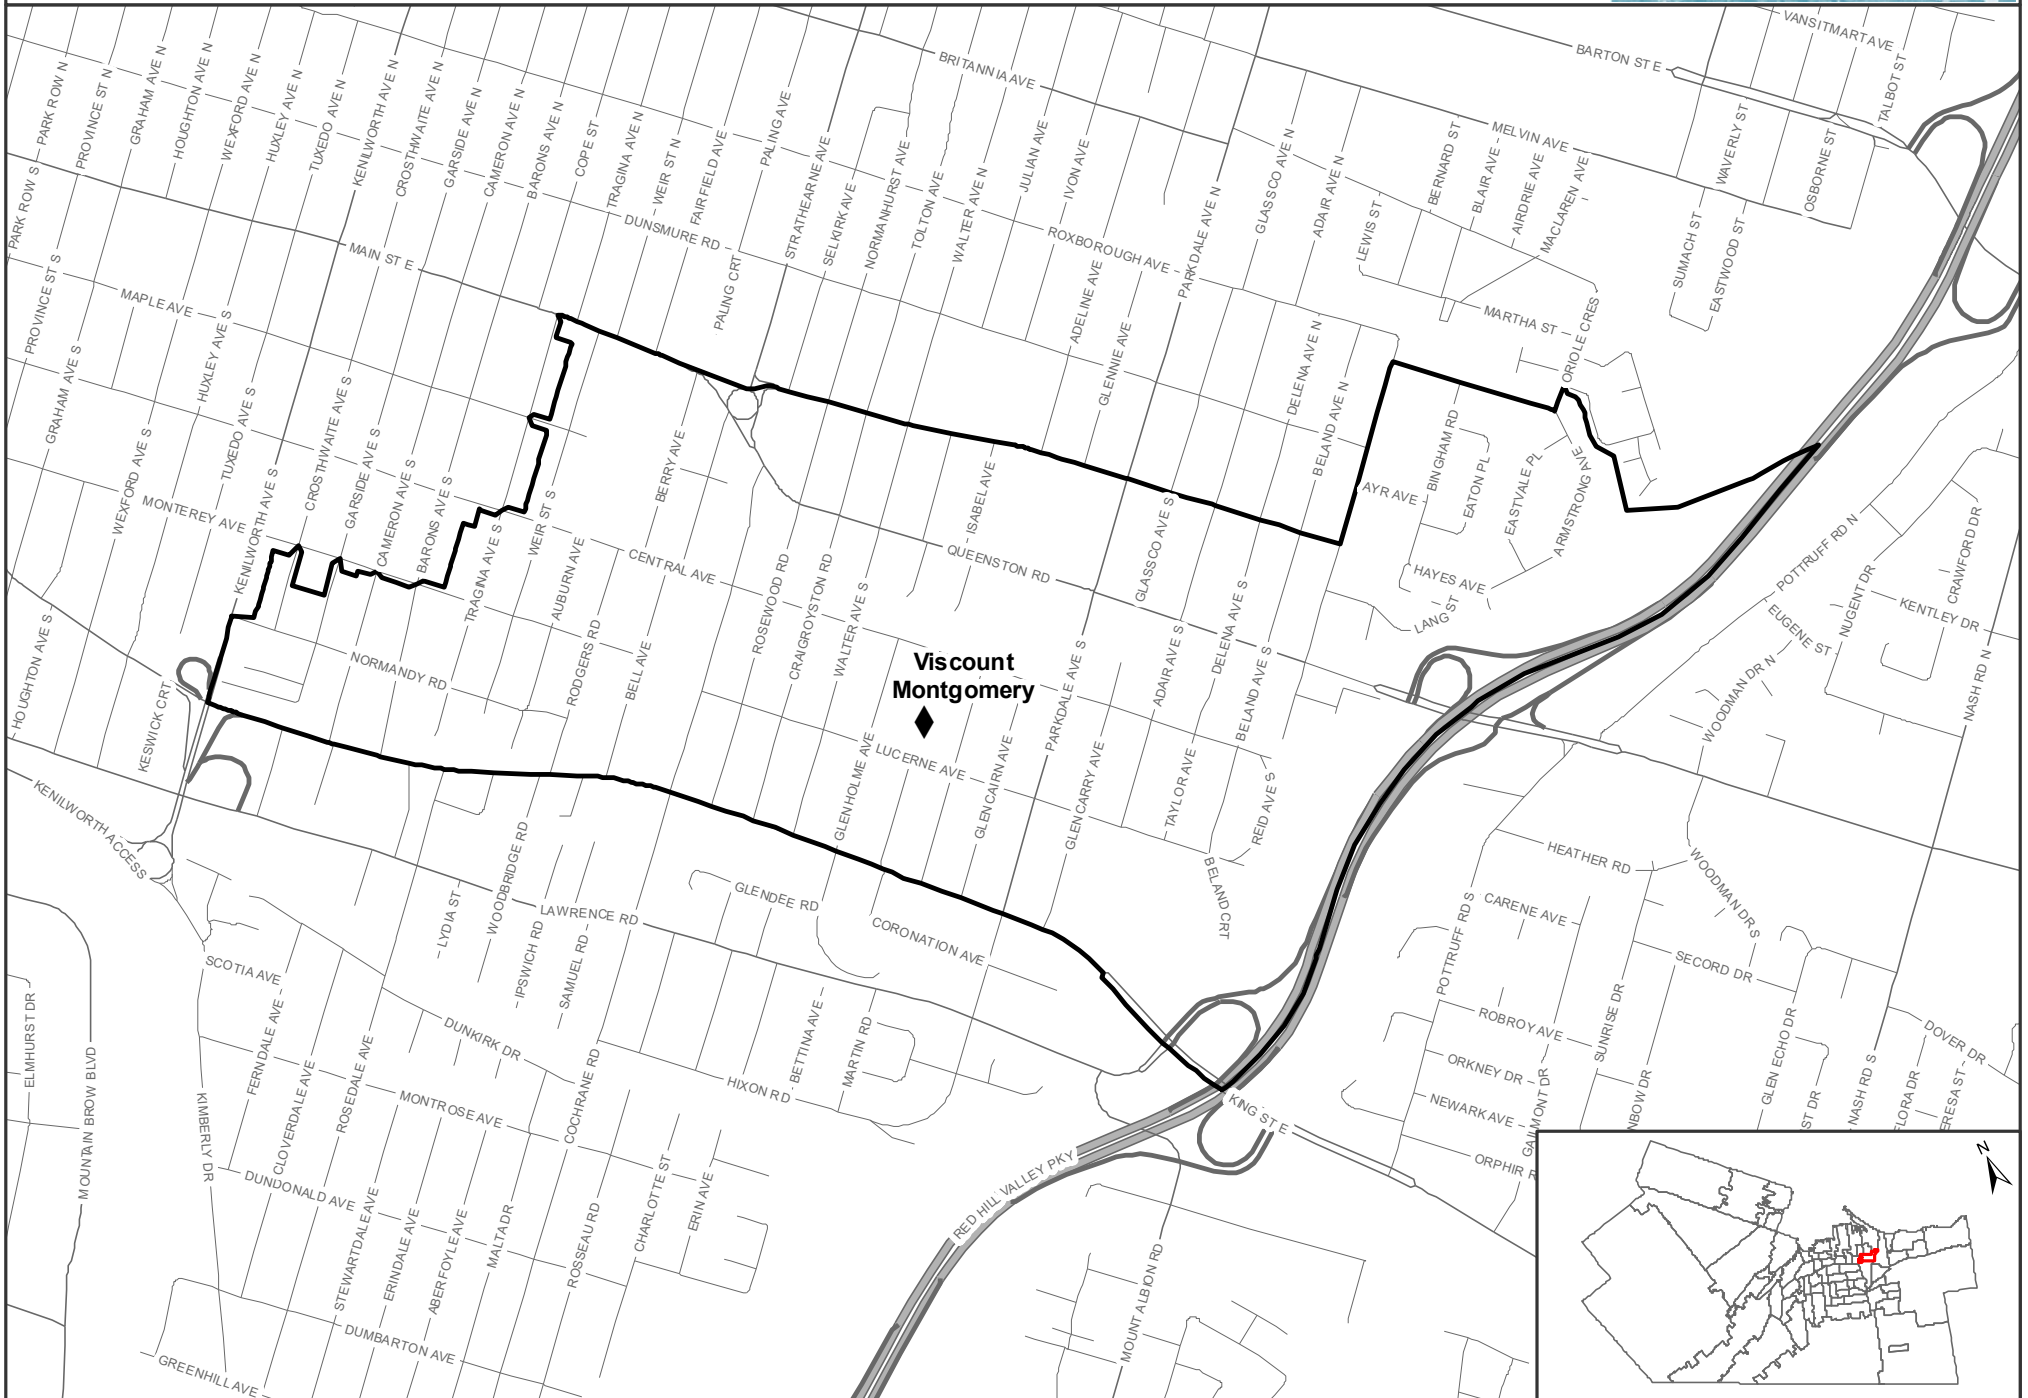 VANSITMART AVE
BARTON ST E
TALBOT ST
BRITANNIA AVE
MELVIN AVE
WAVERLY ST
OSBORNE ST
PARK ROW N
PROVINCE ST N
GRAHAM AVE N
HOUGHTON AVE N
WEXFORD AVE N
HUXLEY AVE N
TUXEDO AVE N
KENILWORTH AVE N
CROSTHWAITE AVE N
GARSIDE AVE N
CAMERON AVE N
BARONS AVE N
COPE ST
TRAGINA AVE N
WEIR ST N
FAIRFIELD AVE
PALING AVE
STRATHEARNE AVE
SELKIRK AVE
NORMANHURST AVE
TOLTON AVE
WALTER AVE N
JULIAN AVE
IVON AVE
PARKDALE AVE N
GLASSCO AVE N
ADAIR AVE N
LEWIS ST
BERNARD ST
BLAIR AVE
AIRDRIE AVE
MACLAREN AVE
SUMACH ST
EASTWOOD ST
PARK ROW S
DUNSMURE RD
ROXBOROUGH AVE
MAIN ST E
PROVINCE ST S
MAPLE AVE
HUXLEY AVE S
PALING CRT
ADELINE AVE
GLENNIE AVE
DELENA AVE N
BELAND AVE N
MARTHA ST
ORIOLE CRES
GRAHAM AVE S
WEXFORD AVE S
TUXEDO AVE S
KENILWORTH AVE S
CROSTHWAITE AVE S
GARSIDE AVE S
CAMERON AVE S
BARONS AVE S
TRAGINA AVE S
WEIR ST S
AUBURN AVE
BERRY AVE
ISABEL AVE
GLASSCO AVE S
AYR AVE
BINGHAM RD
EATON PL
EASTVALE PL
ARMSTRONG AVE
MONTEREY AVE
CENTRAL AVE
QUEENSTON RD
HAYES AVE
LANG ST
POTTRUFF RD N
EUGENE ST
NUGENT DR
CRAWFORD DR
KENTLEY DR
NASH RD N
WOODMAN DR N
HOUGHTON AVE S
KESWICK CRT
NORMANDY RD
RODGERS RD
BELL AVE
ROSEWOOD RD
CRAIGROYSTON RD
WALTER AVE S
Viscount
Montgomery
PARKDALE AVE S
ADAIR AVE S
DELENA AVE S
BELAND AVE S
LUCERNE AVE
GLENHOLME AVE
GLENCAIRN AVE
GLENCARRY AVE
TAYLOR AVE
REID AVE S
BELAND CRT
KENILWORTH ACCESS
HEATHER RD
WOODMAN DR S
CARENE AVE
POTTRUFF RD S
SECORD DR
LYDIA ST
WOODBRIDGE RD
IPSWICH RD
SAMUEL RD
LAWRENCE RD
GLENDEE RD
CORONATION AVE
SCOTIA AVE
ELMHURST DR
MOUNTAIN BROW BLVD
KIMBERLY DR
FERNDALE AVE
CLOVERDALE AVE
ROSEDALE AVE
DUNKIRK DR
MONTROSE AVE
COCHRANE RD
HIXON RD
BETTINA AVE
MARTIN RD
ROBROY AVE
ORKNEY DR
NEWARK AVE
ORPHIR R
GAILMONT DR
SUNRISE DR
NBOW DR
GLEN ECHO DR
ST DR
NASH RD S
FLORA DR
ERESA ST
DOVER DR
KING ST E
RED HILL VALLEY PKY
MOUNT ALBION RD
DUNDONALD AVE
STEWARTDALE AVE
ERINDALE AVE
ABERFOYLE AVE
MALTA DR
ROSSEAU RD
CHARLOTTE ST
ERIN AVE
DUMBARTON AVE
GREENHILL AVE
N